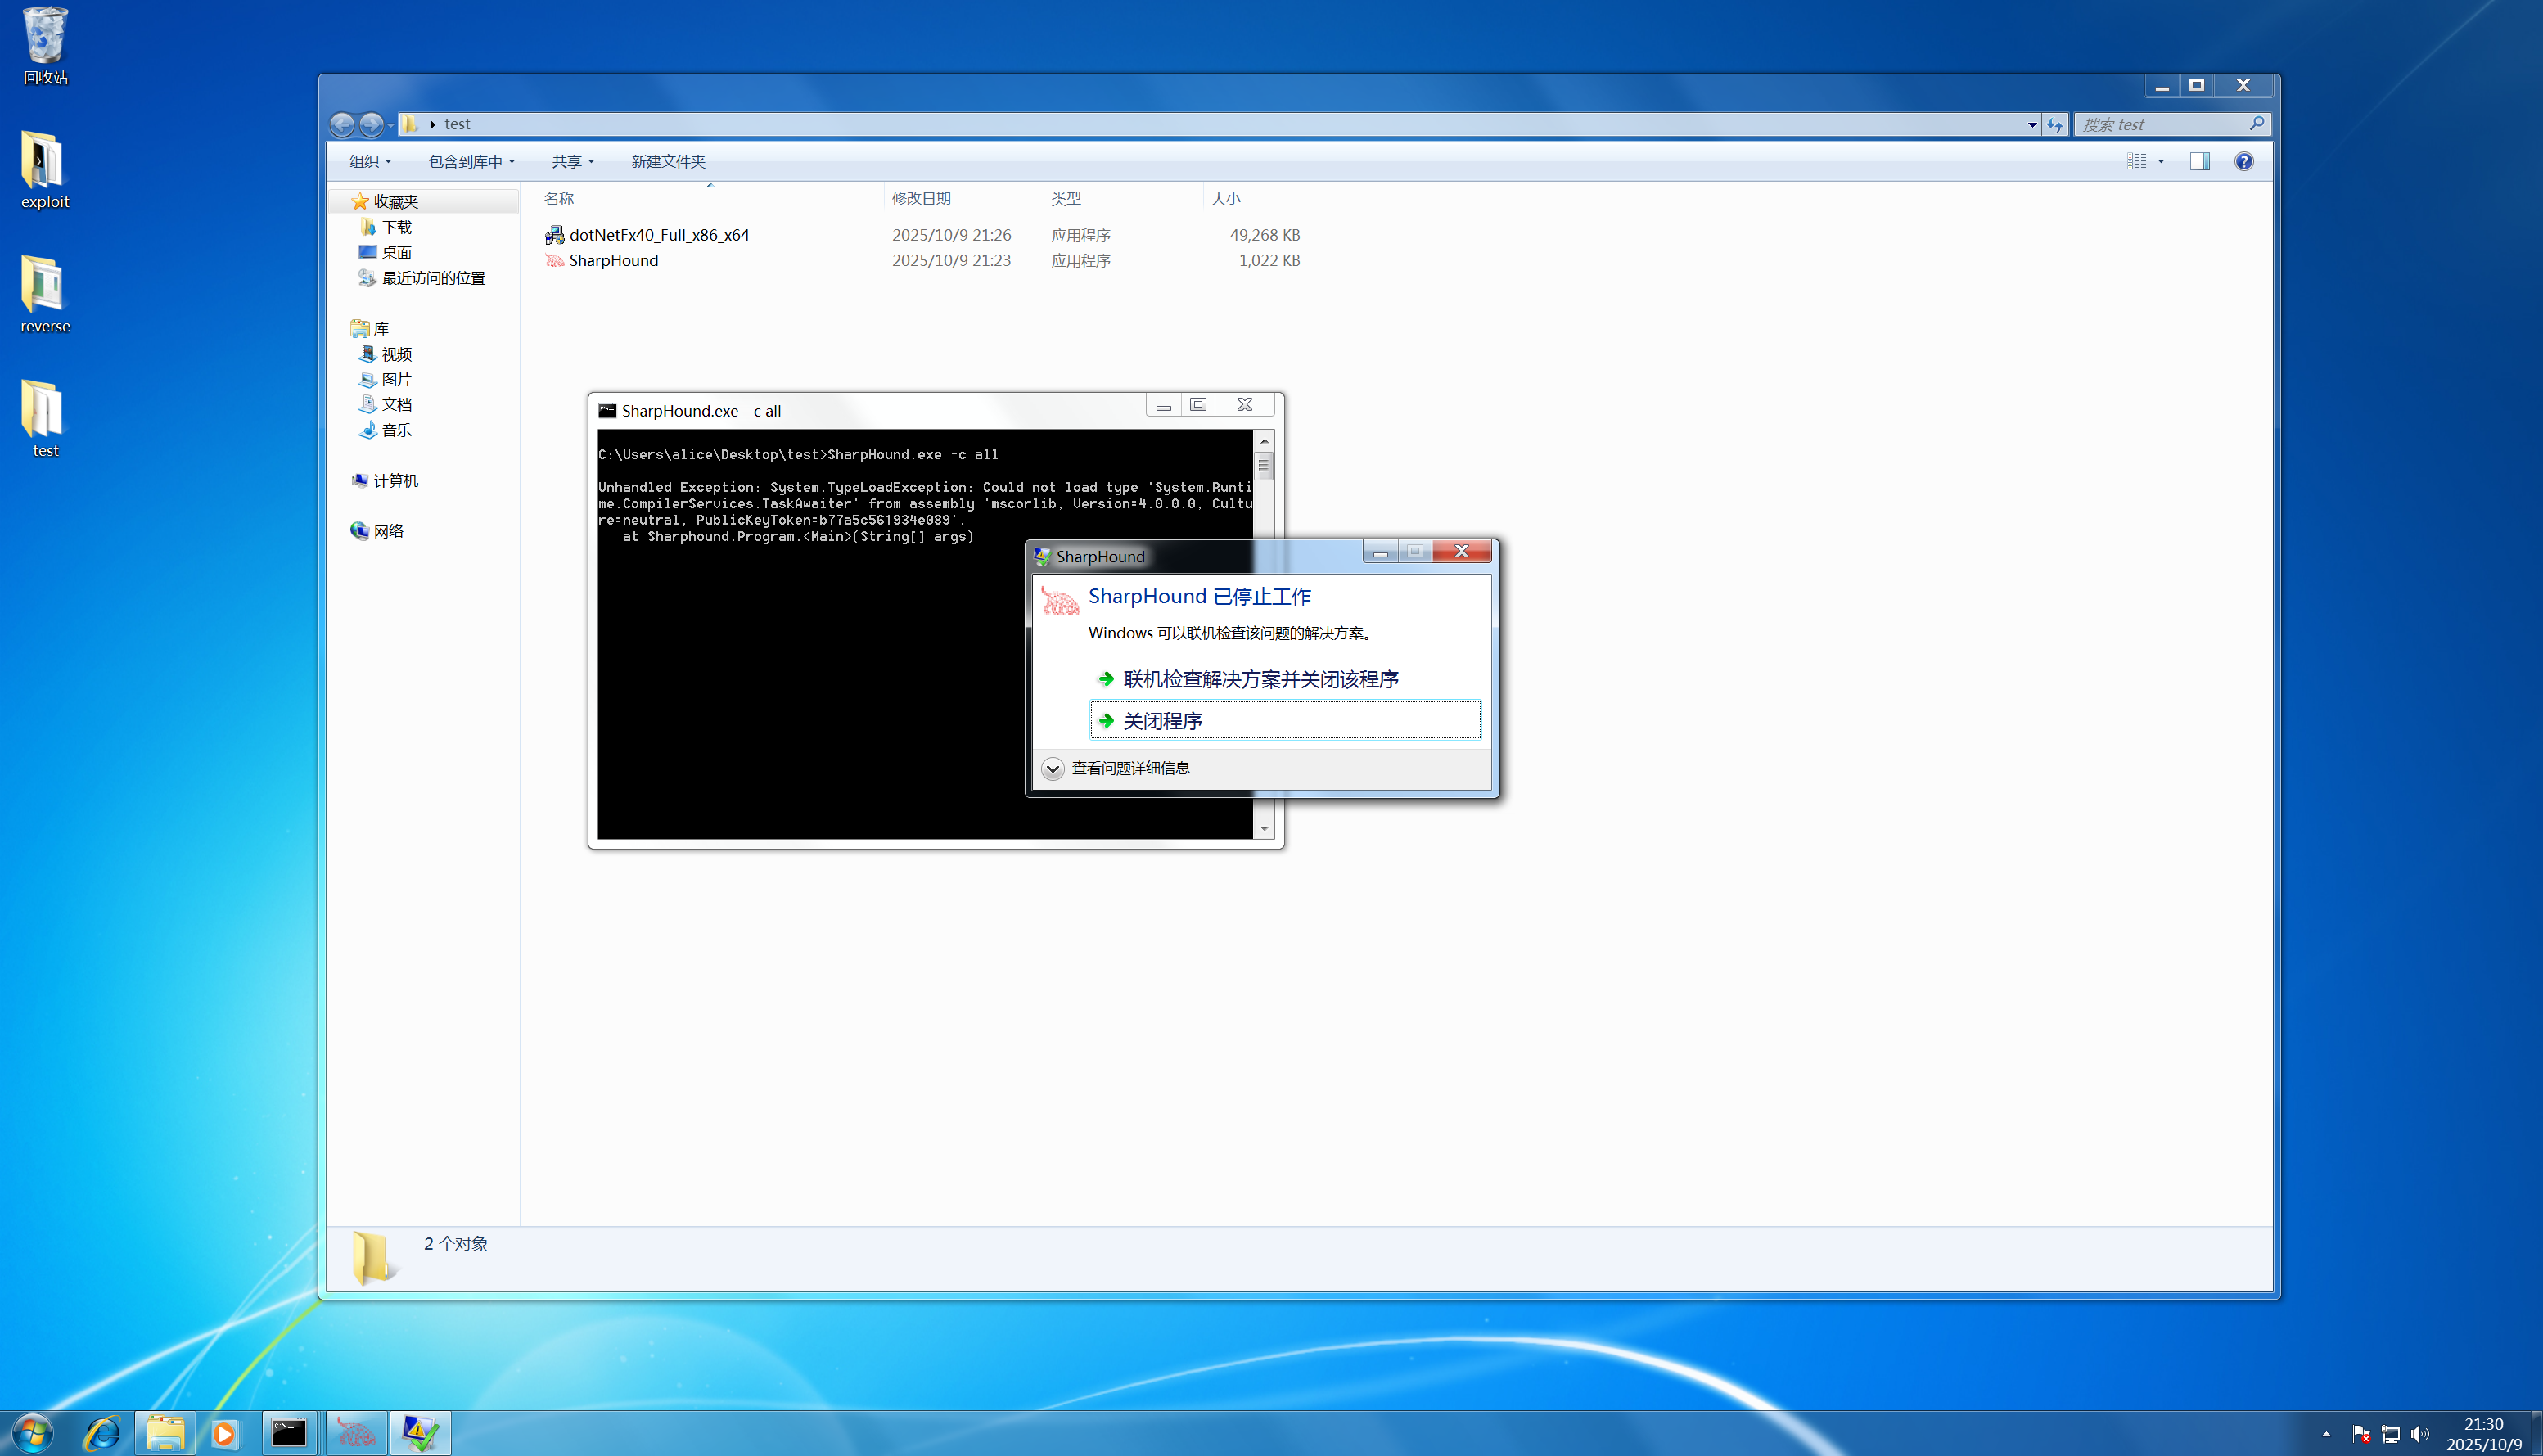 回收站
exploit
reverse
test
test
搜索 test
组织
包含到库中
共享
新建文件夹
收藏夹
下载
桌面
最近访问的位置
库
视频
图片
文档
音乐
计算机
网络
名称 修改日期 类型 大小
dotNetFx40_Full_x86_x64 2025/10/9 21:26 应用程序 49,268 KB
SharpHound 2025/10/9 21:23 应用程序 1,022 KB
SharpHound.exe -c all
C:\Users\alice\Desktop\test>SharpHound.exe -c all
Unhandled Exception: System.TypeLoadException: Could not load type 'System.Runti
me.CompilerServices.TaskAwaiter' from assembly 'mscorlib, Version=4.0.0.0, Cultu
re=neutral, PublicKeyToken=b77a5c561934e089'.
at Sharphound.Program.<Main>(String[] args)
SharpHound
SharpHound 已停止工作
Windows 可以联机检查该问题的解决方案。
联机检查解决方案并关闭该程序
关闭程序
查看问题详细信息
2 个对象
21:30
2025/10/9